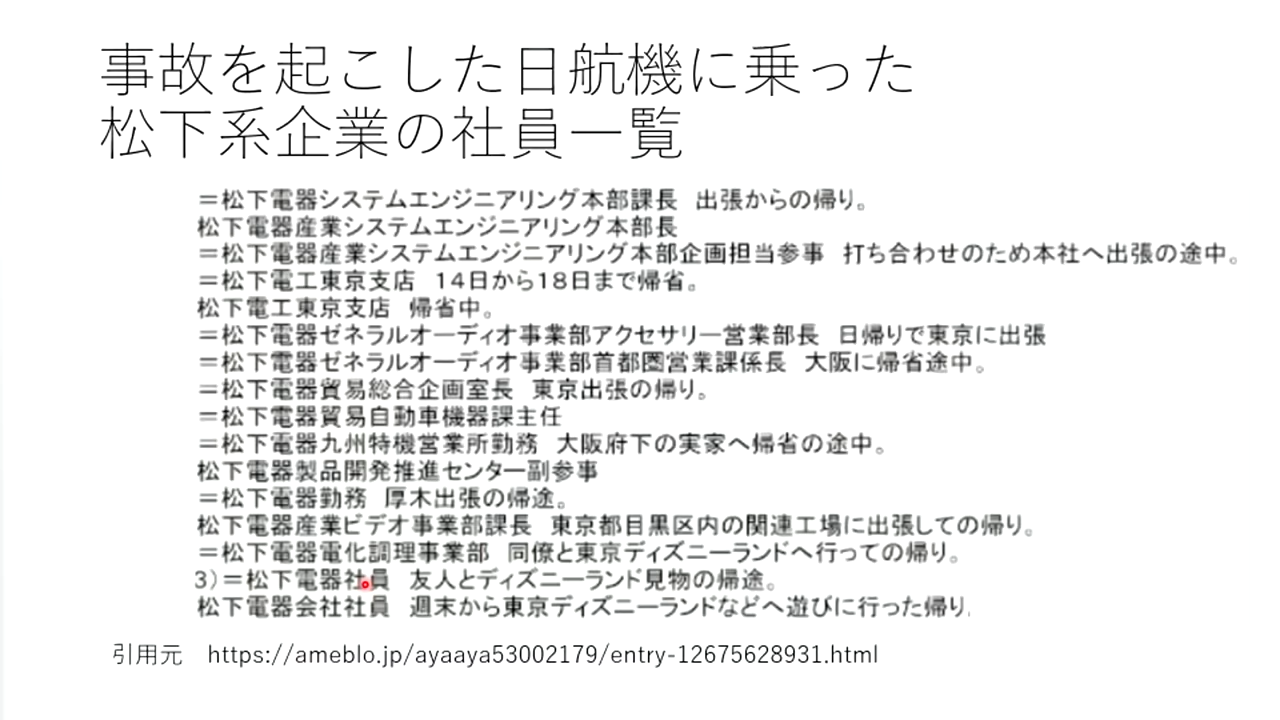 事故を起こした日航機に乗った
松下系企業の社員一覧
=松下電器システムエンジニアリング本部課長 出張からの帰り。
松下電器産業システムエンジニアリング本部長
=松下電器産業システムエンジニアリング本部企画担当参事 打ち合わせのため本社へ出張の途中。
=松下電工東京支店 14日から18日まで帰省。
松下電工東京支店 帰省中。
=松下電器ゼネラルオーディオ事業部アクセサリー営業部長 日帰りで東京に出張
=松下電器ゼネラルオーディオ事業部首都圏営業課係長 大阪に帰省途中。
=松下電器貿易総合企画室長 東京出張の帰り。
=松下電器貿易自動車機器課主任
=松下電器九州特機営業所勤務 大阪府下の実家へ帰省の途中。
松下電器製品開発推進センター副参事
=松下電器勤務 厚木出張の帰途。
松下電器産業ビデオ事業部課長 東京都目黒区内の関連工場に出張しての帰り。
=松下電器電化調理事業部 同僚と東京ディズニーランドへ行っての帰り。
3)=松下電器社員 友人とディズニーランド見物の帰途。
松下電器会社社員 週末から東京ディズニーランドなどへ遊びに行った帰り.
引用元 https://ameblo.jp/ayaaya53002179/entry-12675628931.html